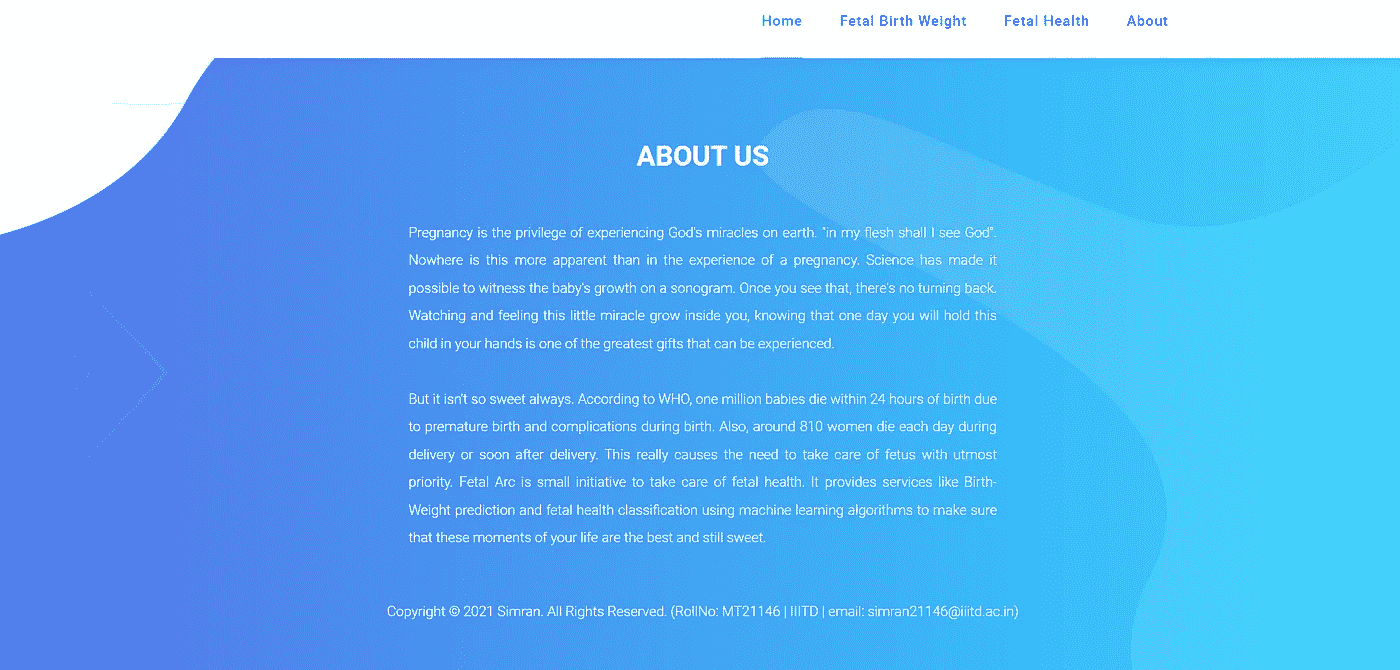 Home Fetal Birth Weight Fetal Health About
ABOUT US
Pregnancy is the privilege of experiencing God's miracles on earth. "in my flesh shall I see God".
Nowhere is this more apparent than in the experience of a pregnancy. Science has made it
possible to witness the baby's growth on a sonogram. Once you see that, there's no turning back.
Watching and feeling this little miracle grow inside you, knowing that one day you will hold this
child in your hands is one of the greatest gifts that can be experienced.
But it isn't so sweet always. According to WHO, one million babies die within 24 hours of birth due
to premature birth and complications during birth. Also, around 810 women die each day during
delivery or soon after delivery. This really causes the need to take care of fetus with utmost
priority. Fetal Arc is small initiative to take care of fetal health. It provides services like Birth-
Weight prediction and fetal health classification using machine learning algorithms to make sure
that these moments of your life are the best and still sweet.
Copyright © 2021 Simran. All Rights Reserved. (RollNo: MT21146 | IIITD | email: simran21146@iiitd.ac.in)